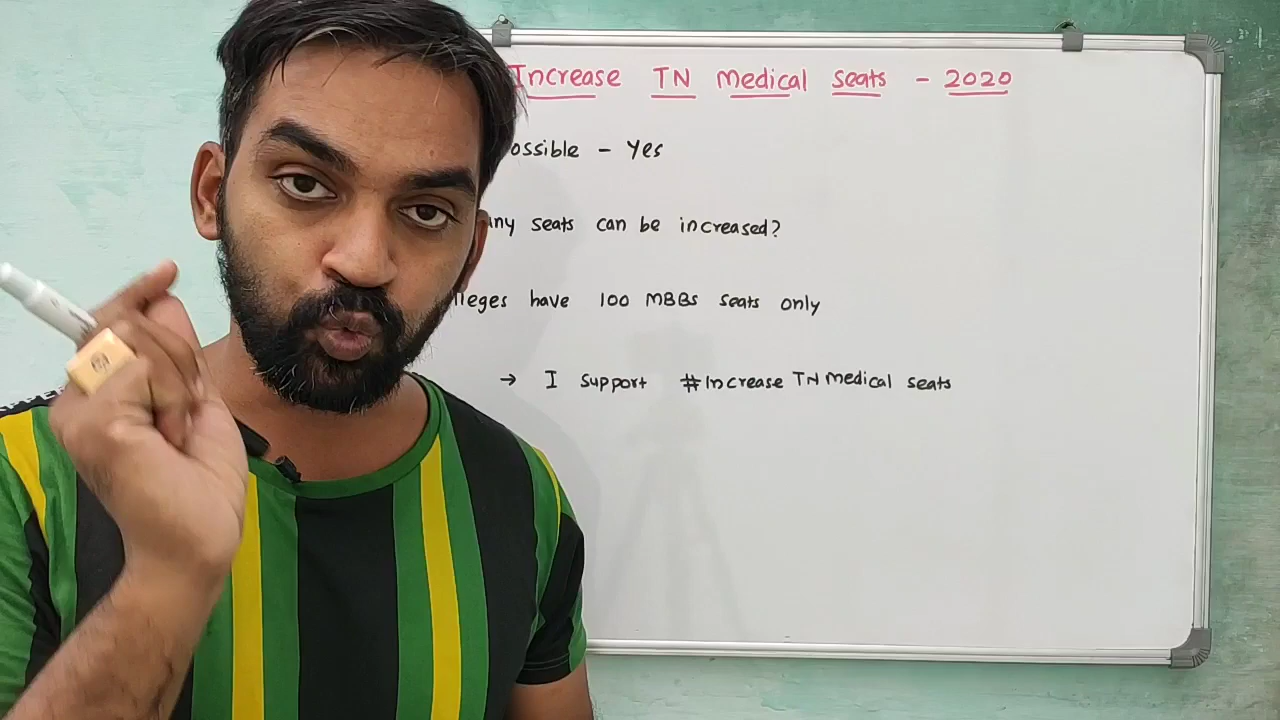 Increase TN Medical Seats - 2020
ossible - Yes
any seats can be increased?
lleges have 100 MBBS seats only
→ I support #Increase TN Medical seats